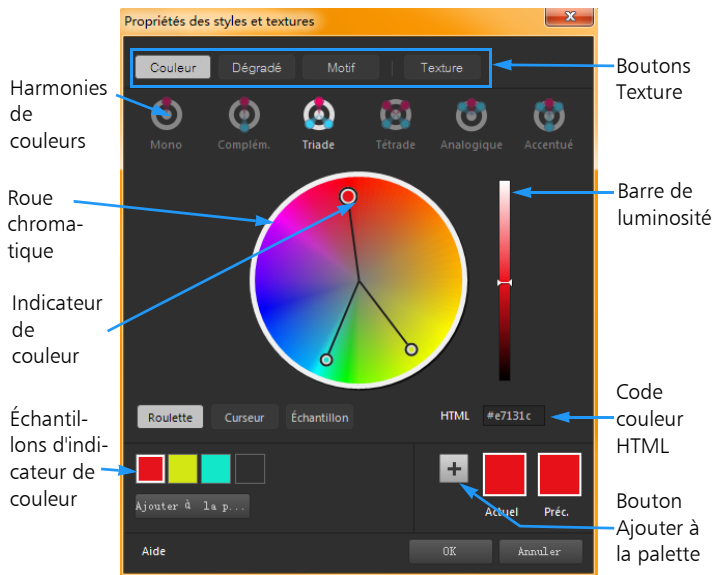 Propriétés des styles et textures
x
Couleur Dégradé Motif Texture
Boutons
Texture
Harmonies
de
couleurs
Mono Complém. Triade Tétrade Analogique Accentué
Roue
chroma-
tique
Barre de
luminosité
Indicateur
de
couleur
Roulette Curseur Échantillon
HTML #e7131c
Code
couleur
HTML
Échantil-
lons d'indi-
cateur de
couleur
Ajouter à la p...
+
Actuel Préc.
Bouton
Ajouter à
la palette
Aide
OK Annuler